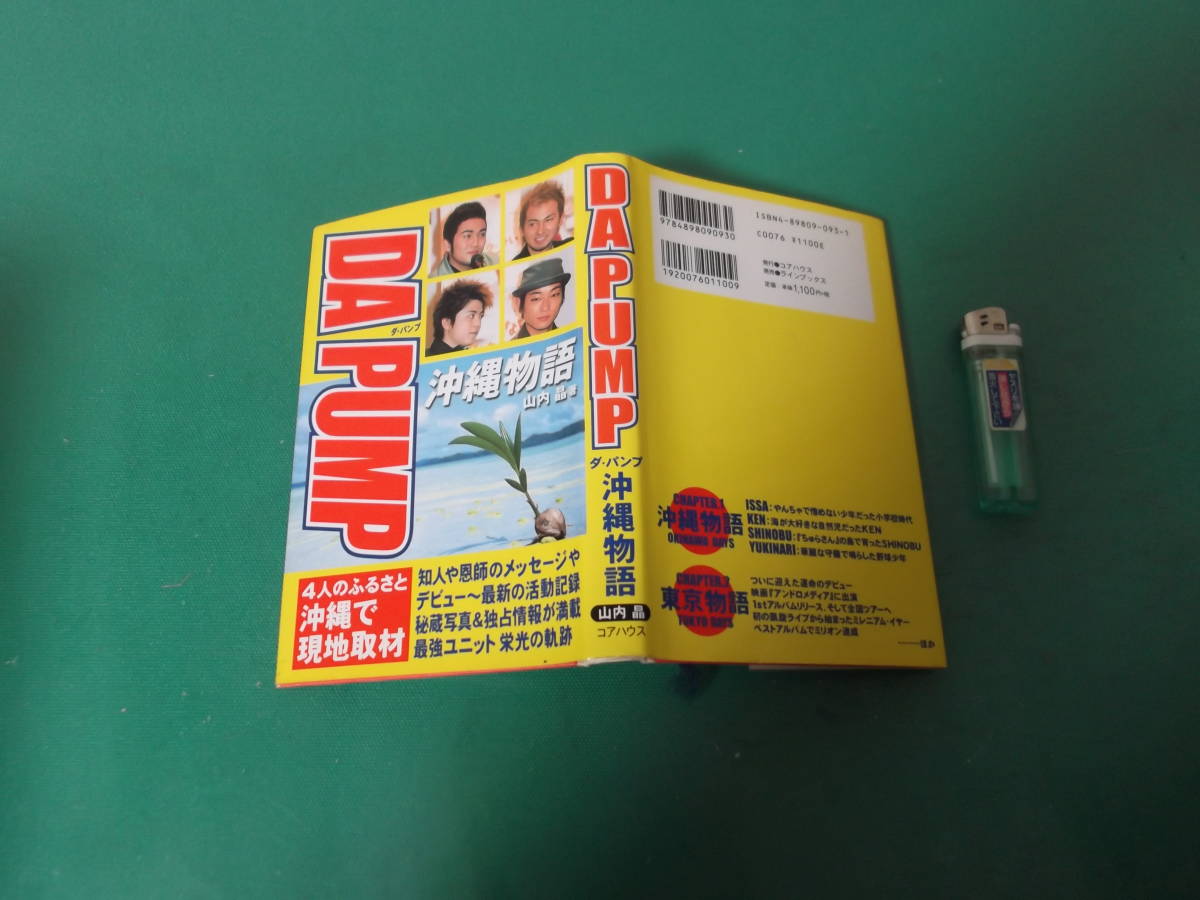 DA PUMP
ダ・パンプ
沖縄物語
山内 晶 著
4人のふるさと
沖縄で
現地取材
知人や恩師のメッセージや
デビュー〜最新の活動記録
秘蔵写真&独占情報が満載
最強ユニット 栄光の軌跡
DA PUMP
ダ・パンプ
沖縄物語
山内 晶
コアハウス
9784898090930
1920076011009
ISBN4-89809-093-1
C0076 ¥1100E
発行●コアハウス
発売●ラインブックス
定価：本体1,100円+税
CHAPTER.1
沖縄物語
OKINAWA DAYS
ISSA：やんちゃで憎めない少年だった小学校時代
KEN：海が大好きな自然児だったKEN
SHINOBU：『ちゅらさん』の島で育ったSHINOBU
YUKINARI：華麗な守備で鳴らした野球少年
CHAPTER.2
東京物語
TOKYO DAYS
ついに迎えた運命のデビュー
映画『アンドロメディア』に出演
1stアルバムリリース、そして全国ツアーへ
初の凱旋ライブから始まったミレニアム・イヤー
ベストアルバムでミリオン達成
――ほか